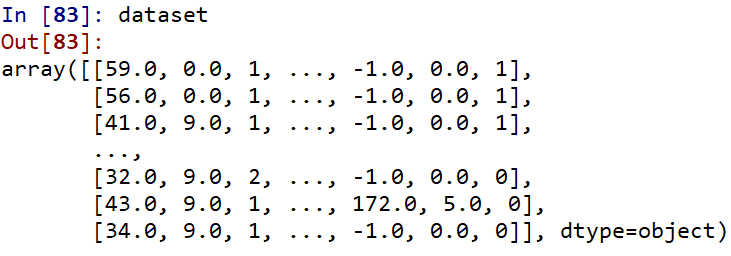 In [83]: dataset
Out[83]:
array([[59.0, 0.0, 1, ..., -1.0, 0.0, 1],
       [56.0, 0.0, 1, ..., -1.0, 0.0, 1],
       [41.0, 9.0, 1, ..., -1.0, 0.0, 1],
       ...,
       [32.0, 9.0, 2, ..., -1.0, 0.0, 0],
       [43.0, 9.0, 1, ..., 172.0, 5.0, 0],
       [34.0, 9.0, 1, ..., -1.0, 0.0, 0]], dtype=object)